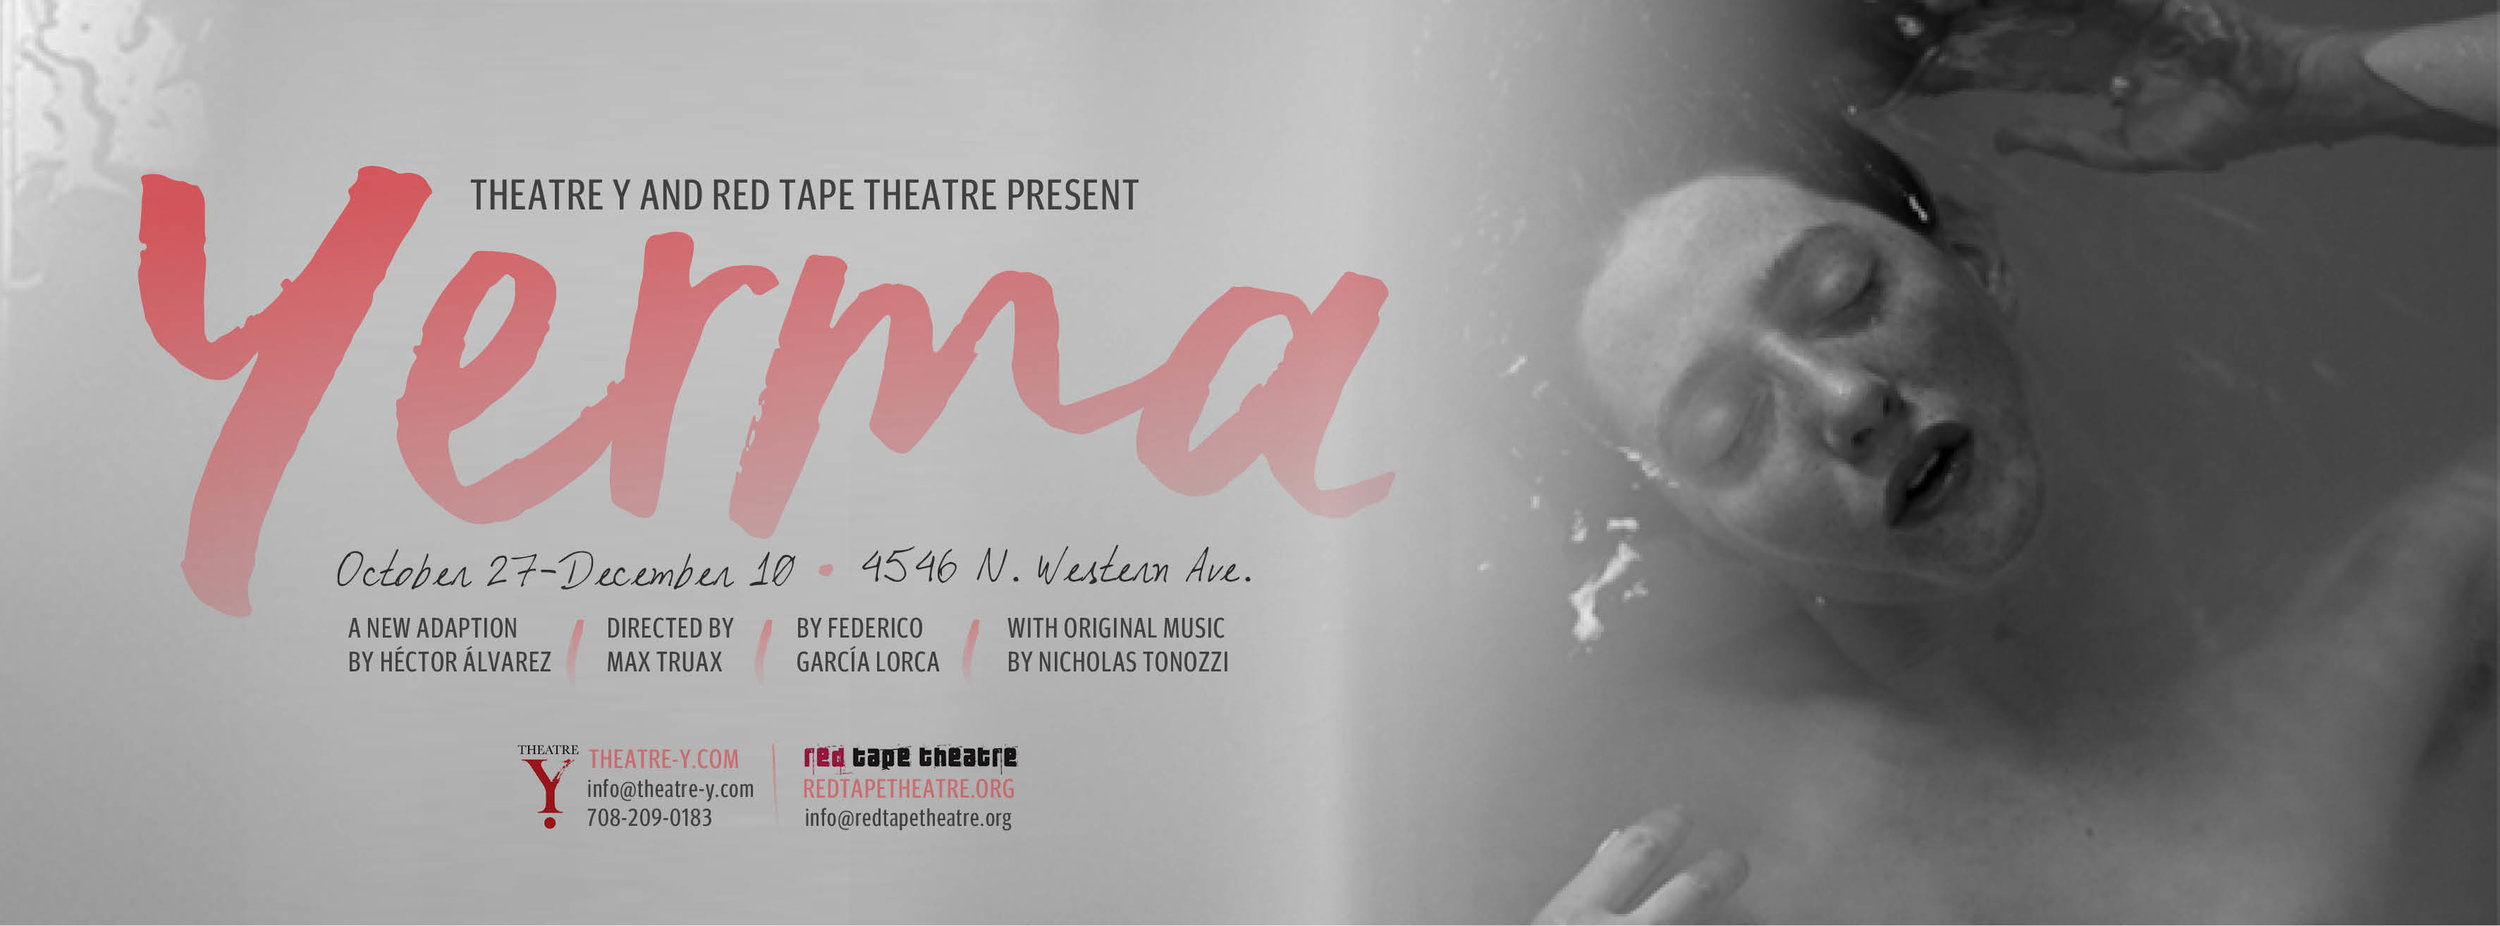 THEATRE Y AND RED TAPE THEATRE PRESENT
Yerma
October 27-December 10 • 4546 N. Western Ave.
A NEW ADAPTION
BY HÉCTOR ÁLVAREZ
DIRECTED BY
MAX TRUAX
BY FEDERICO
GARCÍA LORCA
WITH ORIGINAL MUSIC
BY NICHOLAS TONOZZI
THEATRE
Y
THEATRE-Y.COM
info@theatre-y.com
708-209-0183
red tape theatre
REDTAPETHEATRE.ORG
info@redtapetheatre.org